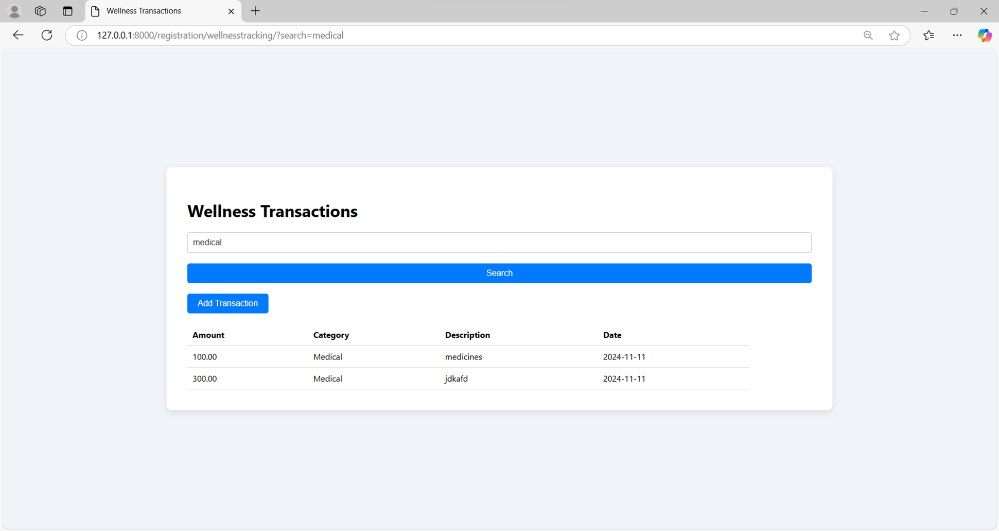 Wellness Transactions
127.0.0.1:8000/registration/wellnesstracking/?search=medical
Wellness Transactions
medical
Search
Add Transaction
Amount Category Description Date
100.00 Medical medicines 2024-11-11
300.00 Medical jdkafd 2024-11-11